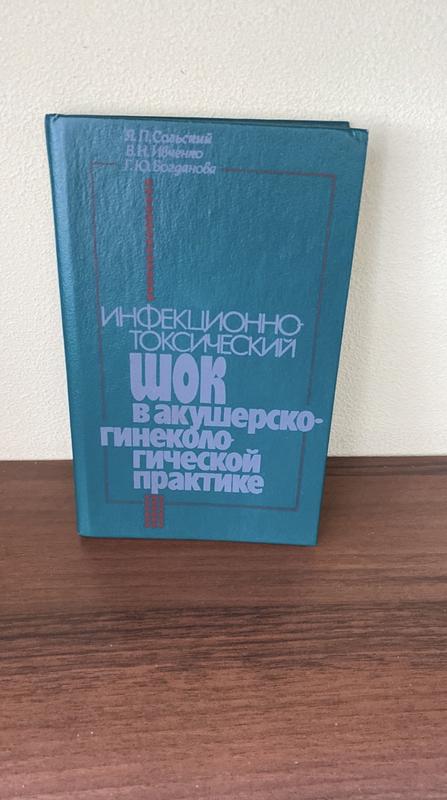 Я. П. Сольский
В. Н. Ивченко
Г. Ю. Богданова
ИНФЕКЦИОННО-
ТОКСИЧЕСКИЙ
ШОК
в акушерско-
гинеколо-
гической
практике